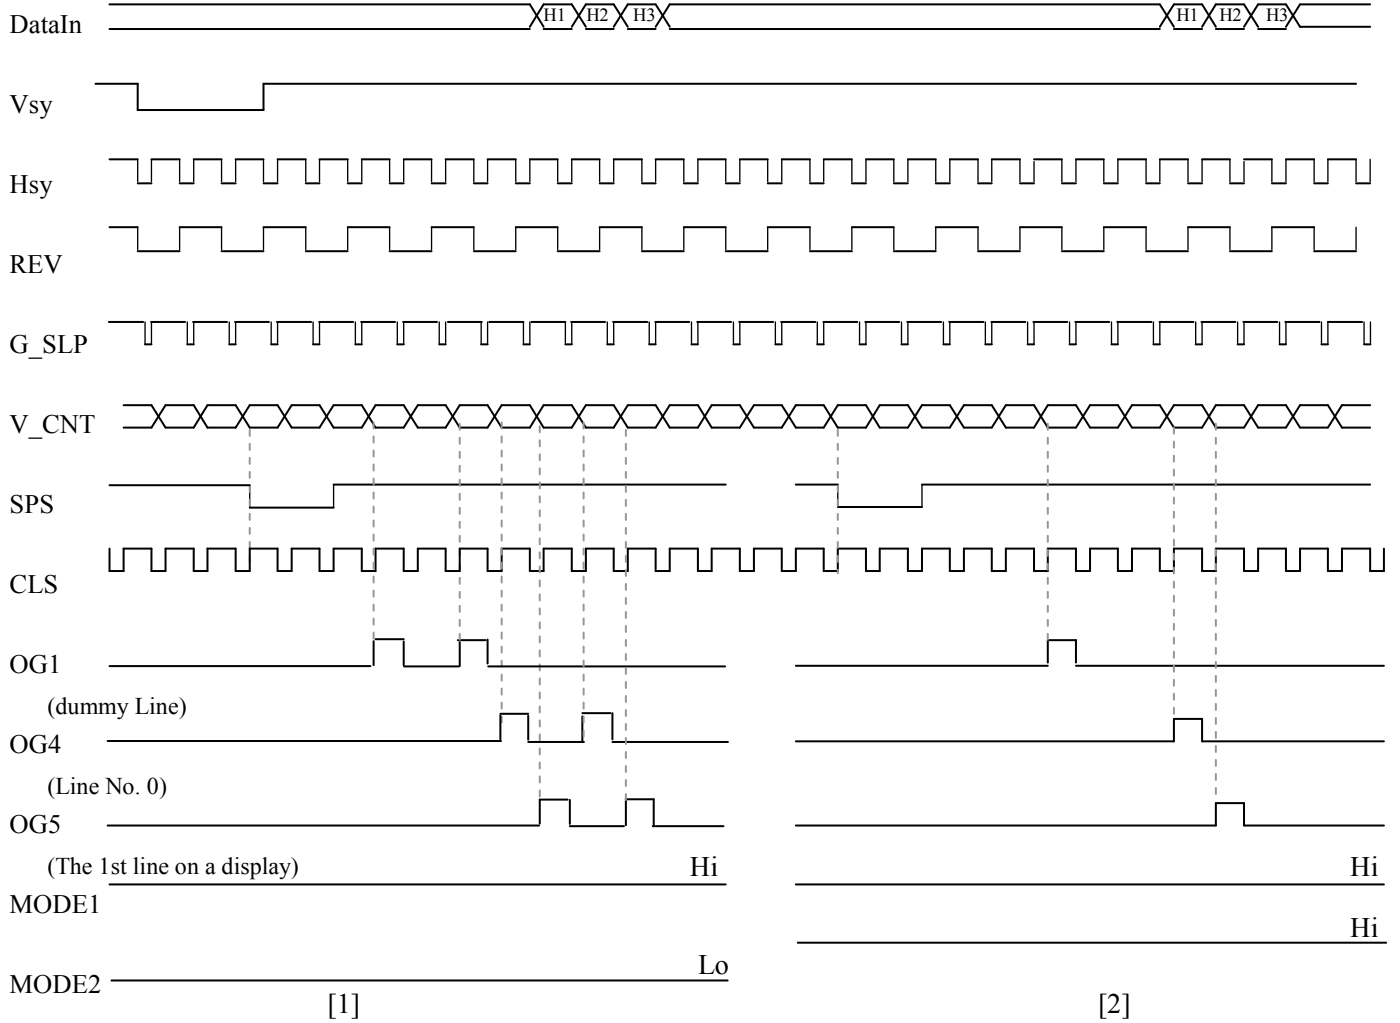 DataIn H1 H2 H3 H1 H2 H3
Vsy
Hsy
REV
G_SLP
V_CNT
SPS
CLS
OG1
(dummy Line)
OG4
(Line No. 0)
OG5
(The 1st line on a display) Hi Hi
MODE1
Hi
Lo
MODE2
[1] [2]